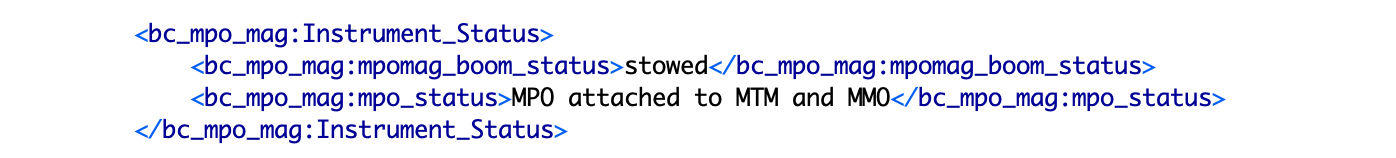 <bc_mpo_mag:Instrument_Status>
<bc_mpo_mag:mpomag_boom_status>stowed</bc_mpo_mag:mpomag_boom_status>
<bc_mpo_mag:mpo_status>MPO attached to MTM and MMO</bc_mpo_mag:mpo_status>
</bc_mpo_mag:Instrument_Status>